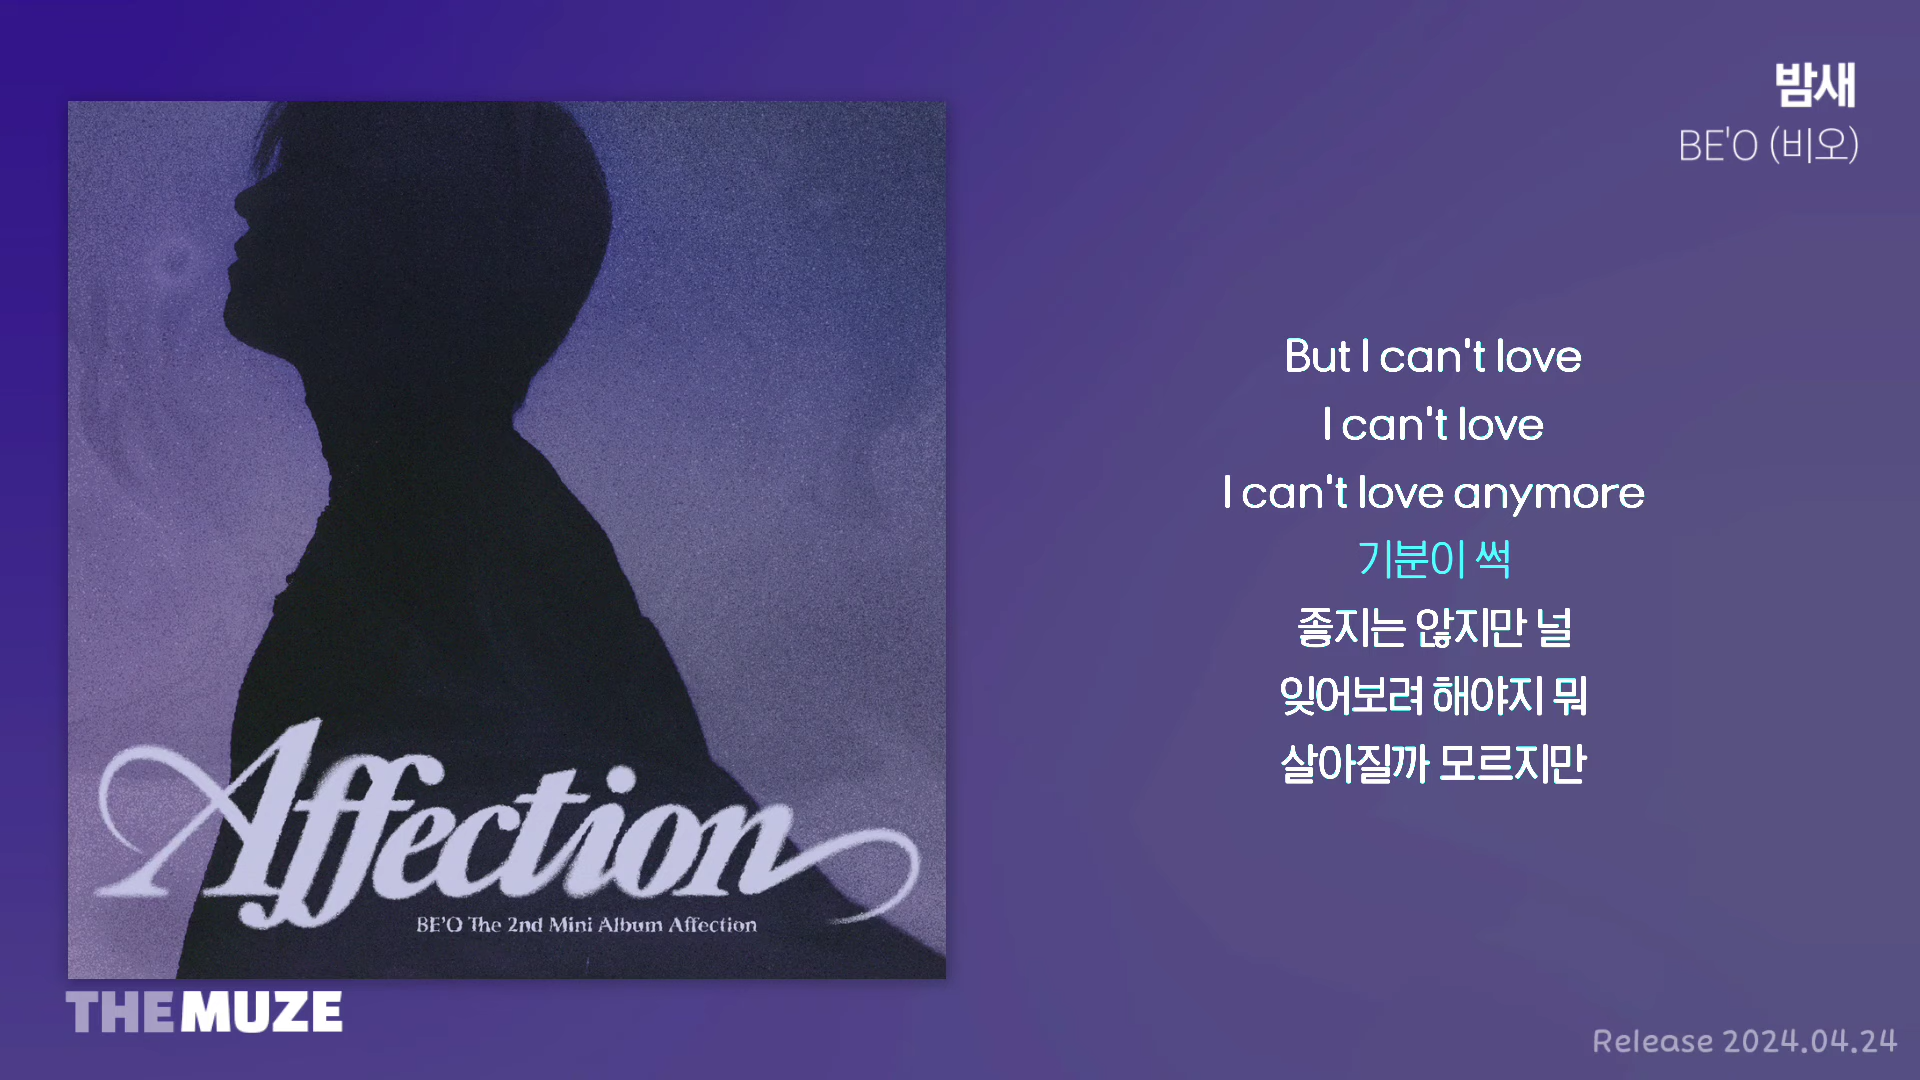 밤새
BE'O (비오)
But I can't love
I can't love
I can't love anymore
기분이 썩
좋지는 않지만 널
잊어보려 해야지 뭐
살아질까 모르지만
Affection
BE'O The 2nd Mini Album Affection
THEMUZE
Release 2024.04.24